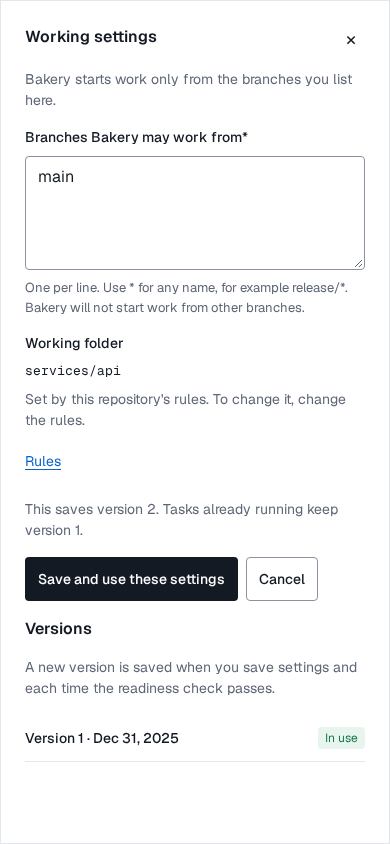 Working settings
×
Bakery starts work only from the branches you list
here.
Branches Bakery may work from*
main
One per line. Use * for any name, for example release/*.
Bakery will not start work from other branches.
Working folder
services/api
Set by this repository's rules. To change it, change
the rules.
Rules
This saves version 2. Tasks already running keep
version 1.
Save and use these settings
Cancel
Versions
A new version is saved when you save settings and
each time the readiness check passes.
Version 1 · Dec 31, 2025
In use